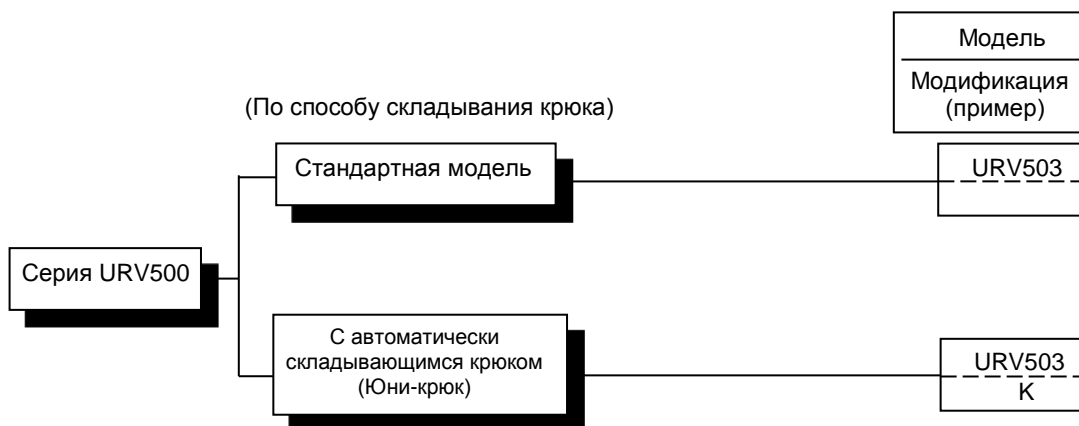 Модель
Модификация
(пример)
(По способу складывания крюка)
Стандартная модель
URV503
Серия URV500
С автоматически
складывающимся крюком
(Юни-крюк)
URV503
K